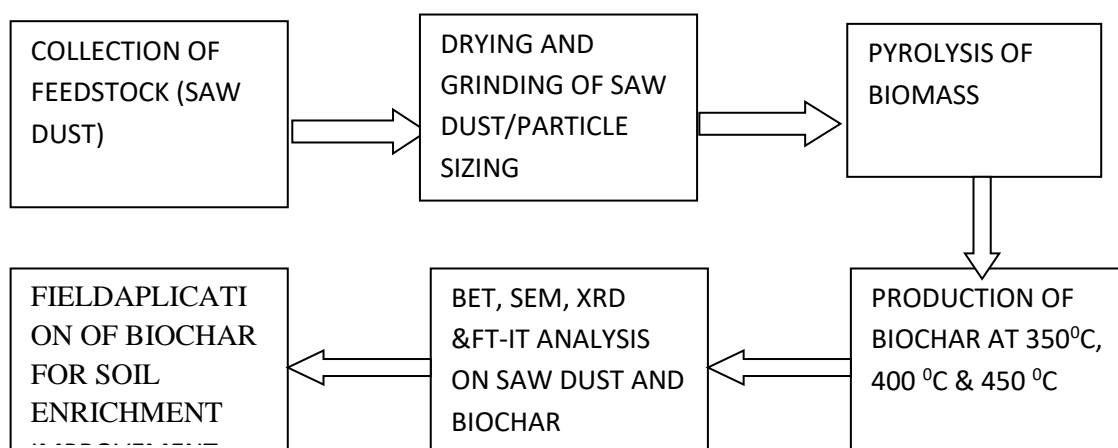 COLLECTION OF
FEEDSTOCK (SAW
DUST)
DRYING AND
GRINDING OF SAW
DUST/PARTICLE
SIZING
PYROLYSIS OF
BIOMASS
PRODUCTION OF
BIOCHAR AT 350⁰C,
400 ⁰C & 450 ⁰C
BET, SEM, XRD
&FT-IT ANALYSIS
ON SAW DUST AND
BIOCHAR
FIELDAPLICATI
ON OF BIOCHAR
FOR SOIL
ENRICHMENT
IMPROVEMENT